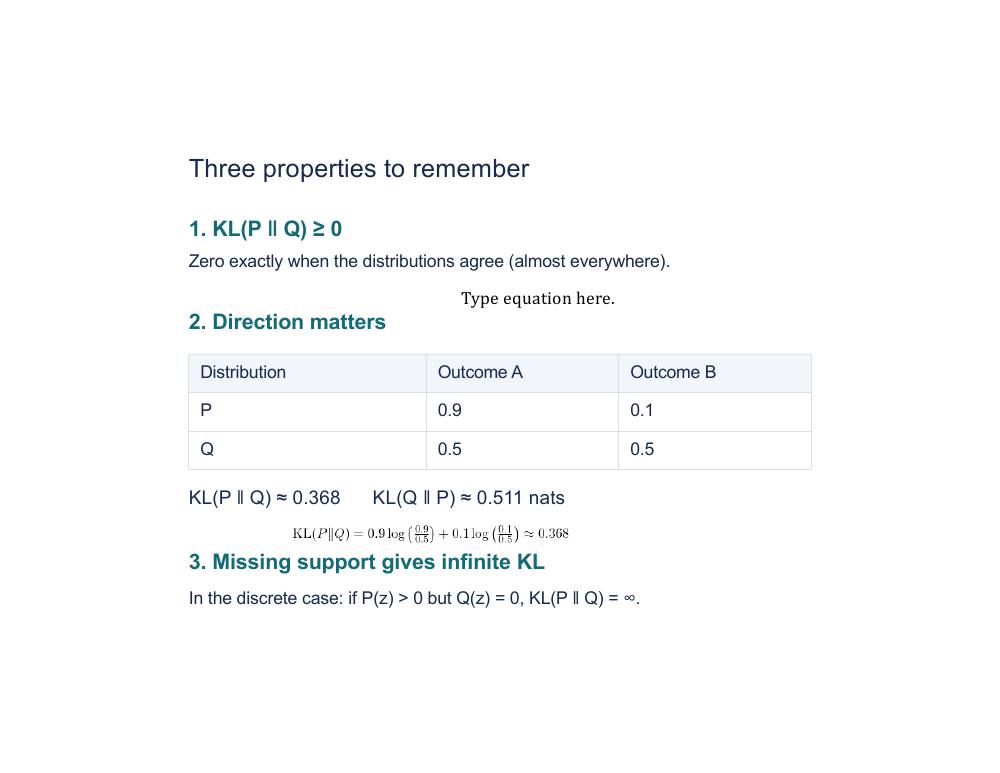 Three properties to remember
1. KL(P ∥ Q) ≥ 0
Zero exactly when the distributions agree (almost everywhere).
Type equation here.
2. Direction matters
Distribution Outcome A Outcome B
P 0.9 0.1
Q 0.5 0.5
KL(P ∥ Q) ≈ 0.368 KL(Q ∥ P) ≈ 0.511 nats
KL(P∥Q) = 0.9 log (0.9/0.5) + 0.1 log (0.1/0.5) ≈ 0.368
3. Missing support gives infinite KL
In the discrete case: if P(z) > 0 but Q(z) = 0, KL(P ∥ Q) = ∞.